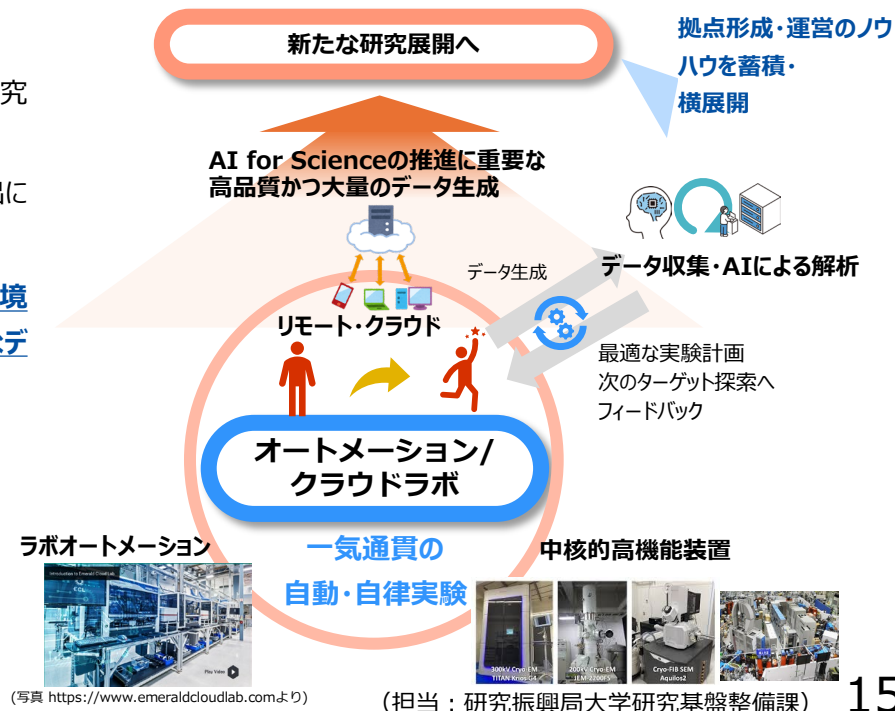 新たな研究展開へ
拠点形成・運営のノウ
ハウを蓄積・
横展開
究
出に
境
なデ
AI for Scienceの推進に重要な
高品質かつ大量のデータ生成
データ生成
データ収集・AIによる解析
リモート・クラウド
最適な実験計画
次のターゲット探索へ
フィードバック
オートメーション/
クラウドラボ
一気通貫の
自動・自律実験
ラボオートメーション
Introduction to Emerald Cloud Lab
ECL
Play Video
(写真 https://www.emeraldcloudlab.comより)
中核的高機能装置
300kV Cryo-EM
TITAN Krios G4
200kV Cryo-EM
JEM-2200FS
Cryo-FIB SEM
Aquilos2
(担当：研究振興局大学研究基盤整備課)
15